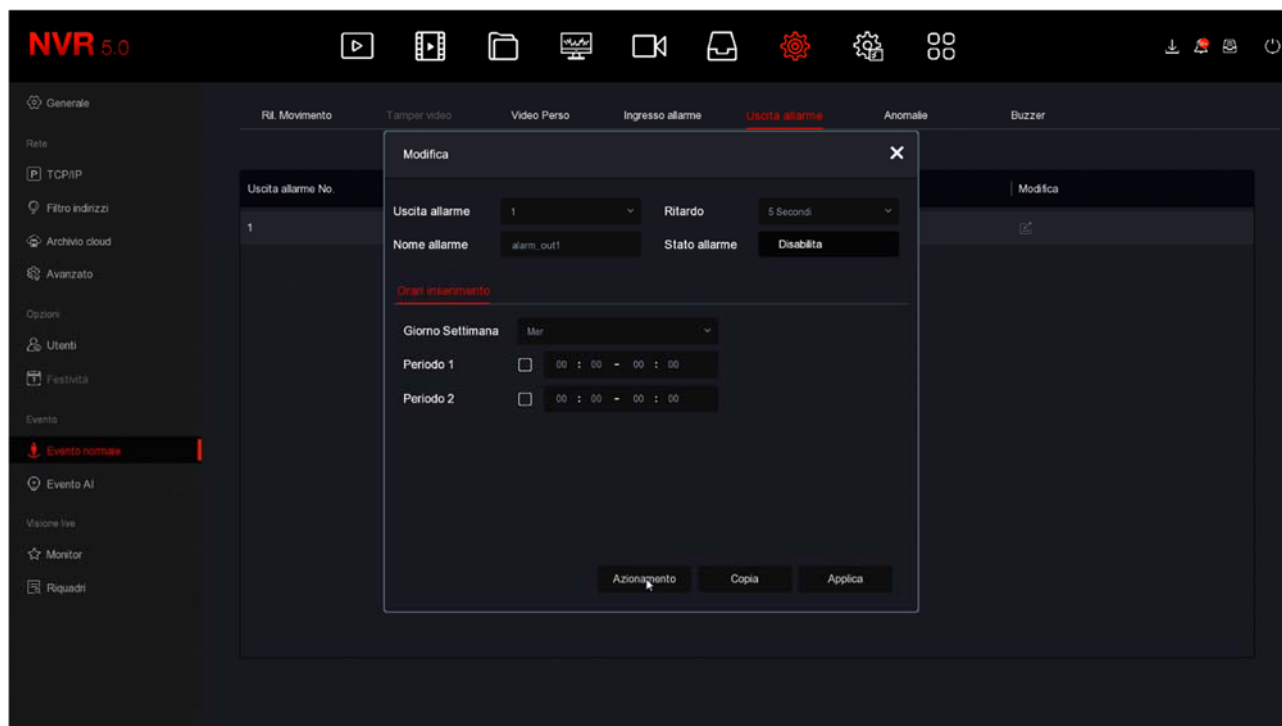 NVR 5.0
Generale
Rete
TCP/IP
Filtro indirizzi
Archivio cloud
Avanzato
Opzioni
Utenti
Festività
Evento
Evento normale
Evento AI
Visione live
Monitor
Riquadri
Ril. Movimento Tamper video Video Perso Ingresso allarme Uscita allarme Anomalie Buzzer
Uscita allarme No. Modifica
1
Modifica
Uscita allarme 1 Ritardo 5 Secondi
Nome allarme alarm_out1 Stato allarme Disabilita
Orari inserimento
Giorno Settimana Mer
Periodo 1 00 : 00 - 00 : 00
Periodo 2 00 : 00 - 00 : 00
Azionamento Copia Applica